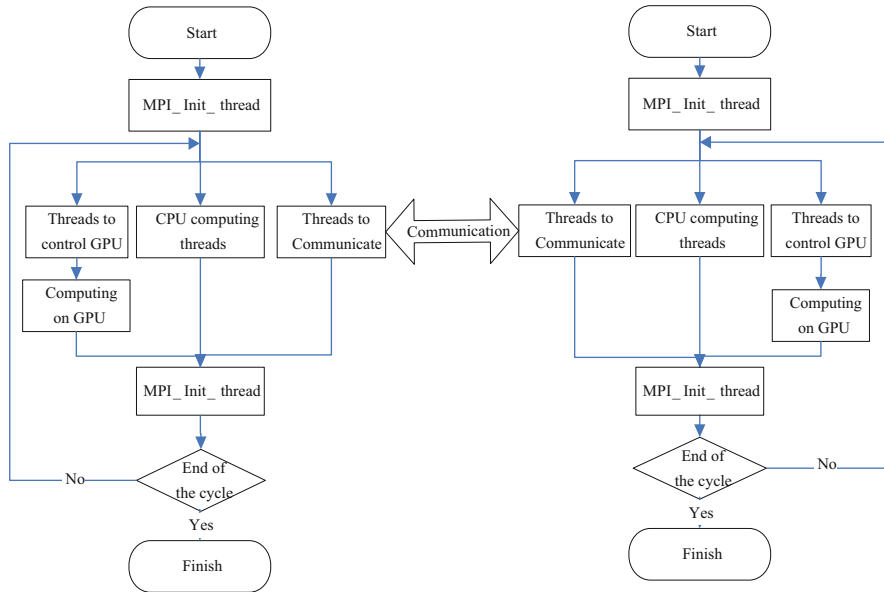 Start
MPI_ Init_ thread
Threads to
control GPU
CPU computing
threads
Threads to
Communicate
Computing
on GPU
MPI_ Init_ thread
End of
the cycle
No
Yes
Finish
Communication
Start
MPI_ Init_ thread
Threads to
Communicate
CPU computing
threads
Threads to
control GPU
Computing
on GPU
MPI_ Init_ thread
End of
the cycle
No
Yes
Finish